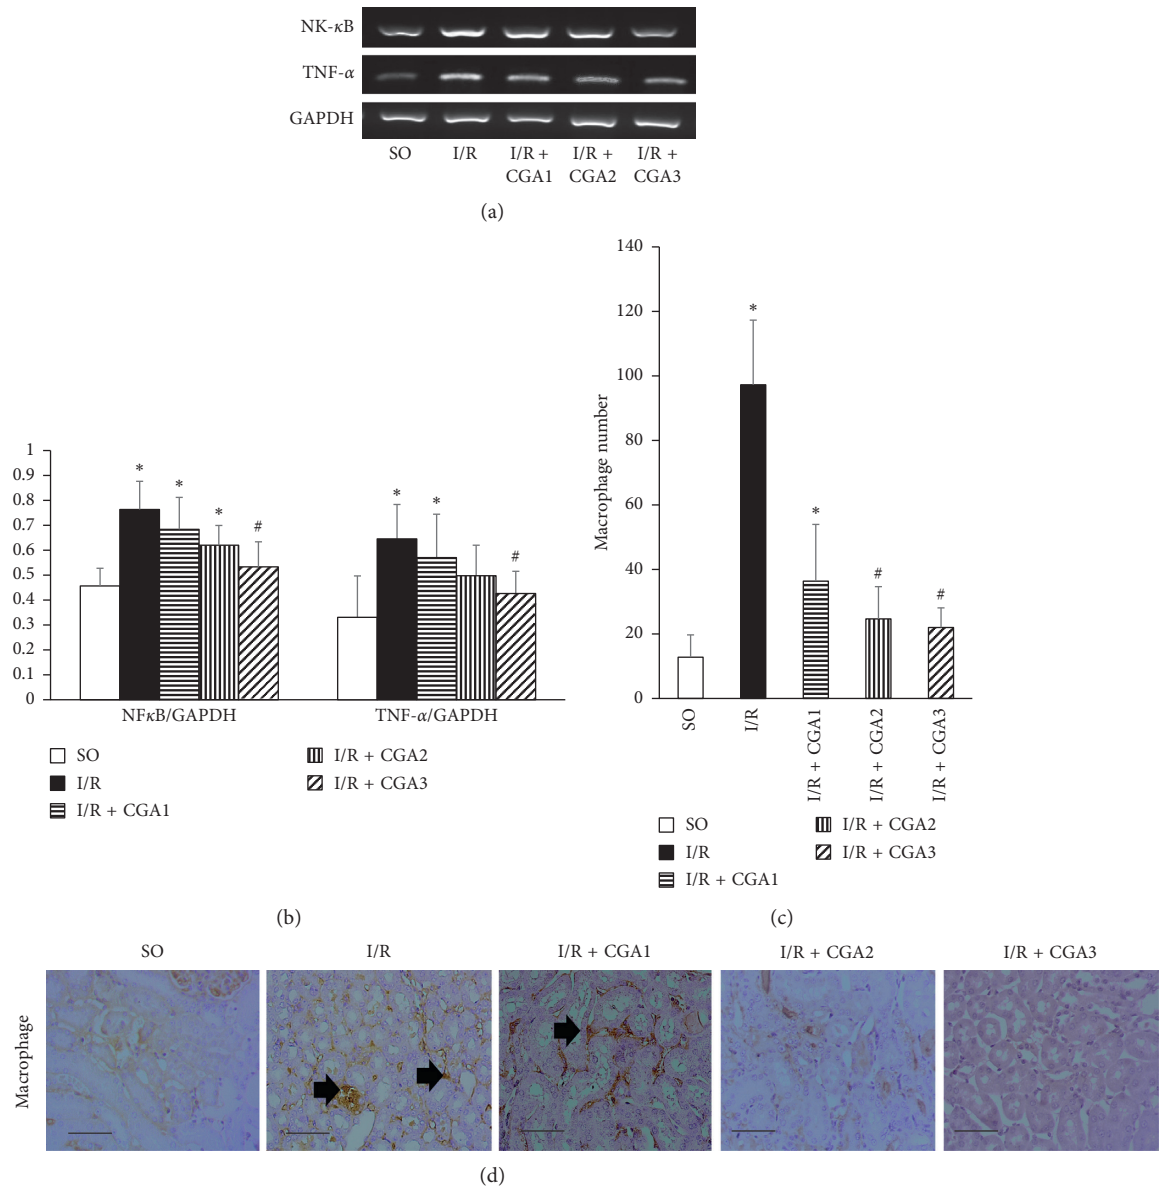 NK-κB
TNF-α
GAPDH
SO I/R I/R + I/R + I/R +
CGA1 CGA2 CGA3
(a)
1
0.9
0.8
0.7
0.6
0.5
0.4
0.3
0.2
0.1
0
* * * #
* * #
NFκB/GAPDH TNF-α/GAPDH
SO I/R + CGA2
I/R I/R + CGA3
I/R + CGA1
(b)
Macrophage number
140
120
100
80
60
40
20
0
* * # #
SO I/R I/R + CGA1 I/R + CGA2 I/R + CGA3
SO I/R + CGA2
I/R I/R + CGA3
I/R + CGA1
(c)
SO I/R I/R + CGA1 I/R + CGA2 I/R + CGA3
Macrophage
(d)